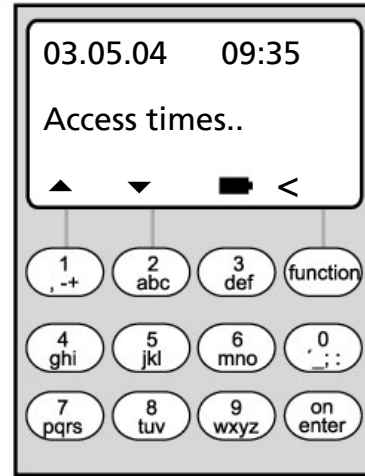 03.05.04 09:35
Access times..
<
1 2 3 function
, -+ abc def
4 5 6 0
ghi jkl mno ´_; :
7 8 9 on
pqrs tuv wxyz enter